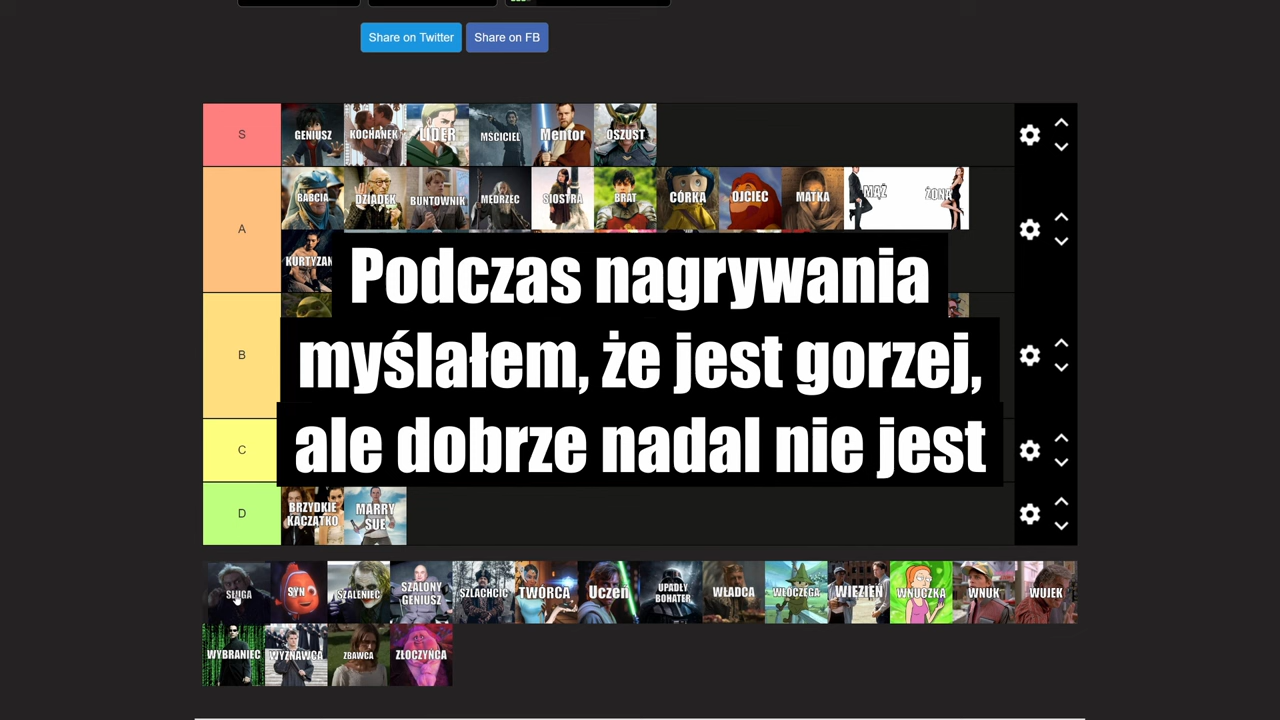 Share on Twitter Share on FB
S GENIUSZ KOCHANEK LIDER MŚCICIEL Mentor OSZUST
A BABCIA DZIADEK BUNTOWNIK MĘDRZEC SIOSTRA BRAT CÓRKA OJCIEC MATKA MĄŻ ŻONA
KURTYZAN
Podczas nagrywania
myślałem, że jest gorzej,
ale dobrze nadal nie jest
B
C
D BRZYDKIE KACZĄTKO MARRY SUE
SŁUGA SYN SZALENIEC SZALONY GENIUSZ SZLACHCIC TWÓRCA Uczeń UPADŁY BOHATER WŁADCA WŁÓCZĘGA WIĘZIEŃ WNUCZKA WNUK WUJEK
WYBRANIEC WYZNAWCA ZBAWCA ZŁOCZYŃCA